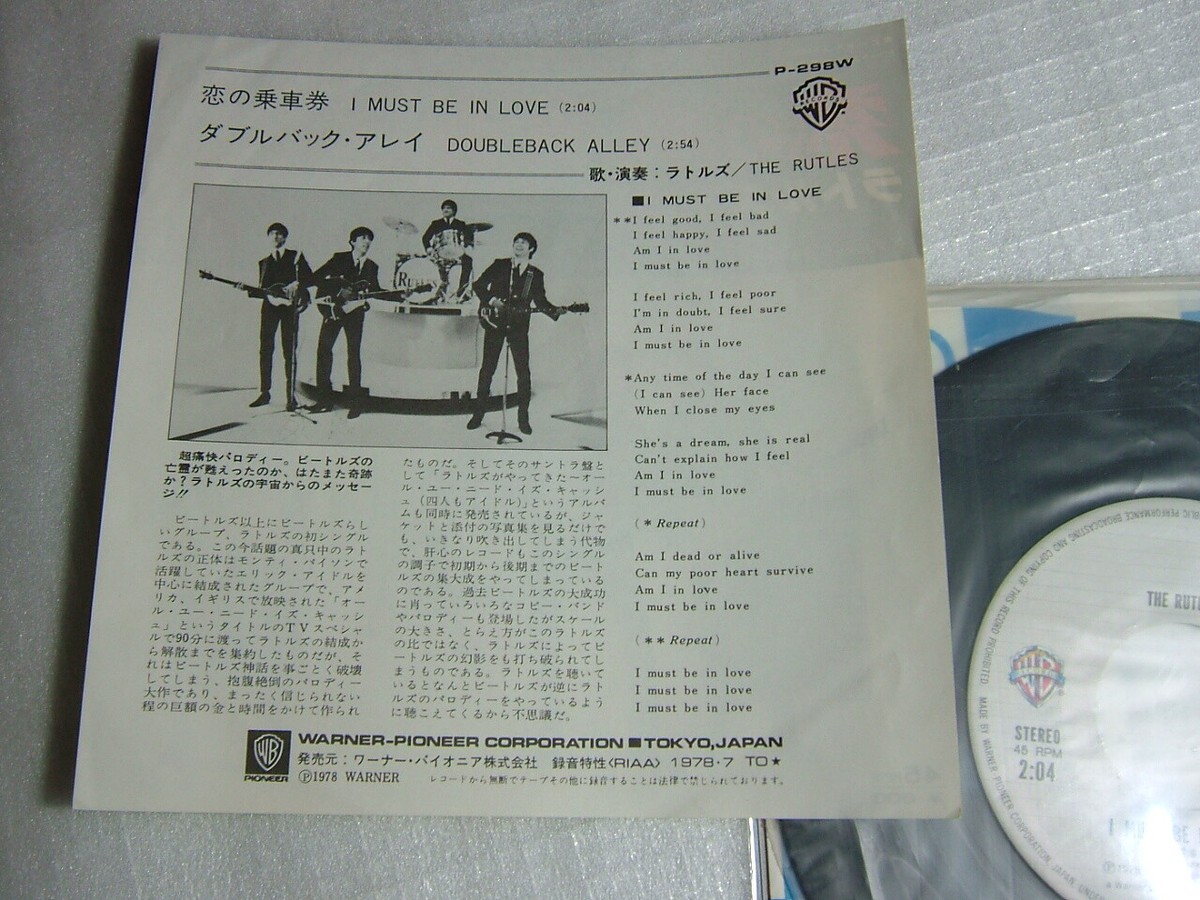 P-298W
恋の乗車券 I MUST BE IN LOVE (2:04)
ダブルバック・アレイ DOUBLEBACK ALLEY (2:54)
歌・演奏：ラトルズ／THE RUTLES
RECORDS
■I MUST BE IN LOVE
**I feel good, I feel bad
I feel happy, I feel sad
Am I in love
I must be in love
I feel rich, I feel poor
I'm in doubt, I feel sure
Am I in love
I must be in love
*Any time of the day I can see
(I can see) Her face
When I close my eyes
She's a dream, she is real
Can't explain how I feel
Am I in love
I must be in love
(* Repeat)
Am I dead or alive
Can my poor heart survive
Am I in love
I must be in love
(** Repeat)
I must be in love
I must be in love
I must be in love
超痛快パロディー。ビートルズの
亡霊が甦えったのか、はたまた奇跡
か？ラトルズの宇宙からのメッセー
ジ!!
ビートルズ以上にビートルズらし
いグループ、ラトルズの初シングル
である。この今話題の真只中のラト
ルズの正体はモンティ・パイソンで
活躍していたエリック・アイドルを
中心に結成されたグループで、アメ
リカ、イギリスで放映された「オー
ル・ユー・ニード・イズ・キャッシ
ュ」というタイトルのTVスペシャ
ルで90分に渡ってラトルズの結成か
ら解散までを集約したものだが、そ
れはビートルズ神話を事ごとく破壊
してしまう、抱腹絶倒のパロディー
大作であり、まったく信じられない
程の巨額の金と時間をかけて作られ
たものだ。そしてそのサントラ盤と
して「ラトルズがやってきた〜オー
ル・ユー・ニード・イズ・キャッシ
ュ（四人もアイドル）」というアルバ
ムも同時に発売されているが、ジャ
ケットと添付の写真集を見るだけで
も、いきなり吹き出してしまう代物
で、肝心のレコードもこのシングル
の調子で初期から後期までのビート
ルズの集大成をやってしまっている
のである。過去ビートルズの大成功
に肖っていろいろなコピー・バンド
やパロディーも登場したがスケール
の大きさ、とらえ方がこのラトルズ
の比ではなく、ラトルズによってビ
ートルズの幻影をも打ち破られてし
まうものである。ラトルズを聴いて
いるとなんとビートルズが逆にラト
ルズのパロディーをやっているよう
に聴こえてくるから不思議だ。
PIONEER
WARNER-PIONEER CORPORATION ■TOKYO, JAPAN
発売元：ワーナー・パイオニア株式会社 録音特性〈RIAA〉 1978・7 TO★
Ⓟ1978 WARNER レコードから無断でテープその他に録音することは法律で禁じられております。
PUBLIC PERFORMANCE BROADCASTING AND COPYING OF THIS RECORD PROHIBITED MADE BY WARNER PIONEER CORPORATION, JAPAN
THE RUT
STEREO
45 RPM
2:04